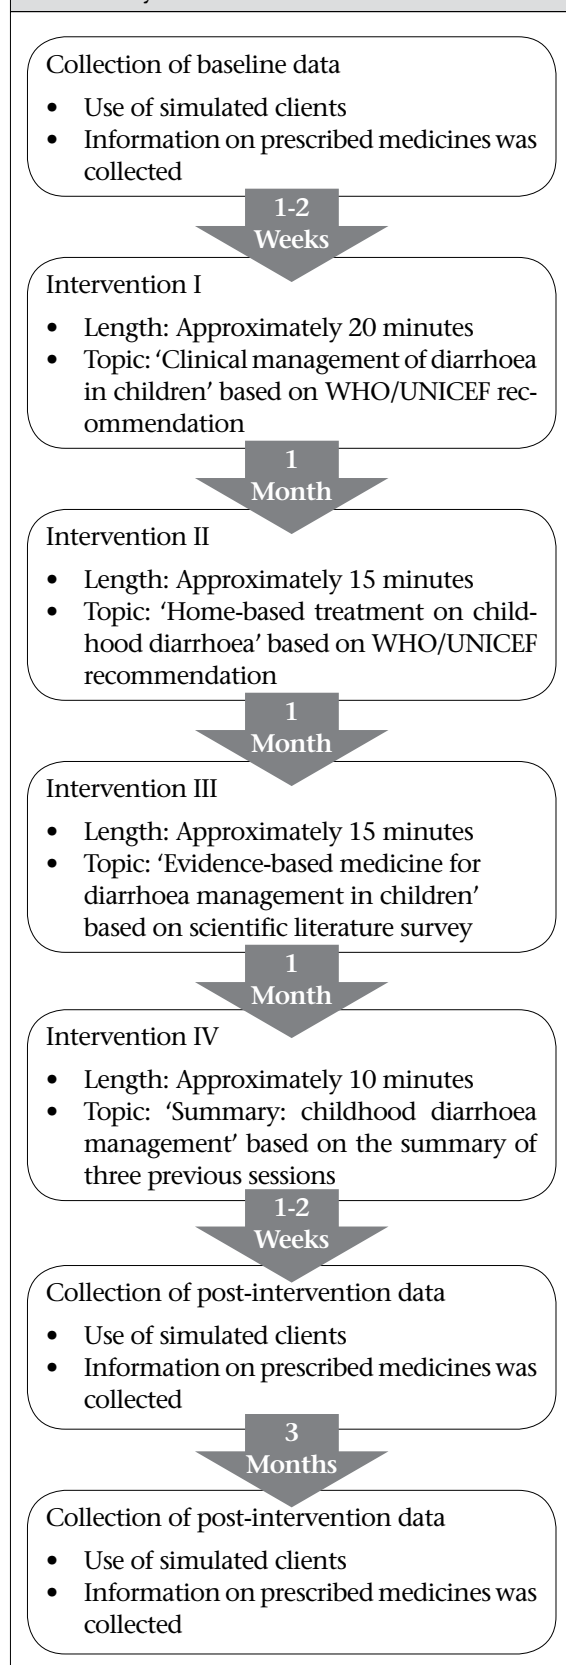 Collection of baseline data
• Use of simulated clients
• Information on prescribed medicines was
collected
1-2
Weeks
Intervention I
• Length: Approximately 20 minutes
• Topic: ‘Clinical management of diarrhoea
in children’ based on WHO/UNICEF rec-
ommendation
1
Month
Intervention II
• Length: Approximately 15 minutes
• Topic: ‘Home-based treatment on child-
hood diarrhoea’ based on WHO/UNICEF
recommendation
1
Month
Intervention III
• Length: Approximately 15 minutes
• Topic: ‘Evidence-based medicine for
diarrhoea management in children’
based on scientific literature survey
1
Month
Intervention IV
• Length: Approximately 10 minutes
• Topic: ‘Summary: childhood diarrhoea
management’ based on the summary of
three previous sessions
1-2
Weeks
Collection of post-intervention data
• Use of simulated clients
• Information on prescribed medicines was
collected
3
Months
Collection of post-intervention data
• Use of simulated clients
• Information on prescribed medicines was
collected